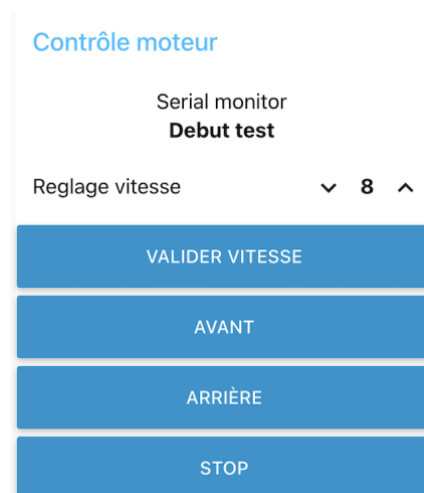 Contrôle moteur
Serial monitor
Debut test
Reglage vitesse 8
VALIDER VITESSE
AVANT
ARRIÈRE
STOP